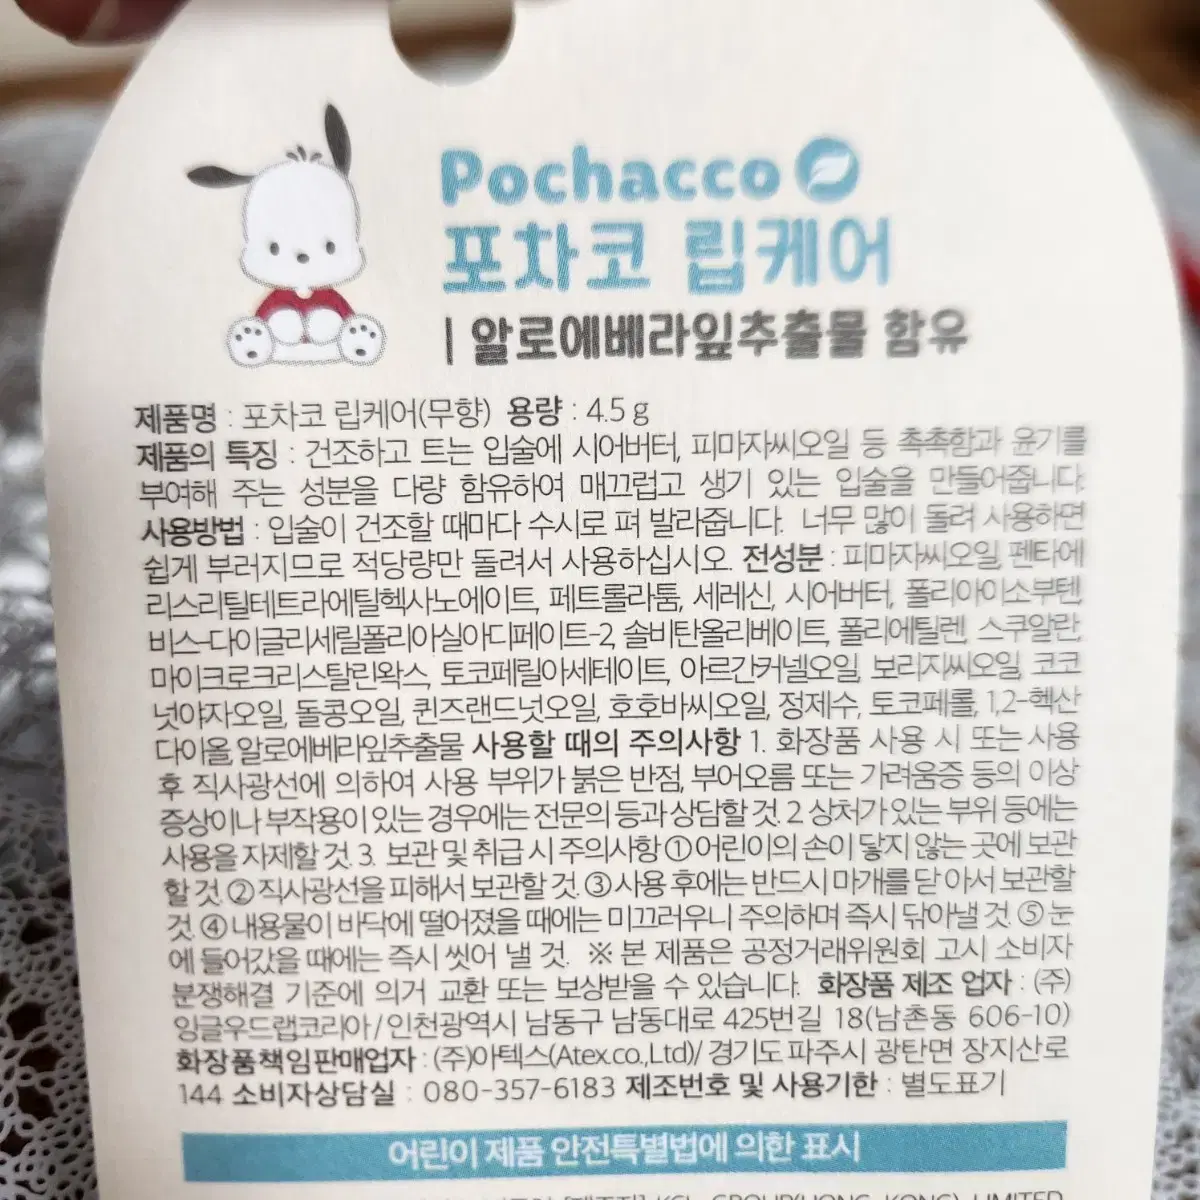 Pochacco
포차코 립케어
| 알로에베라잎추출물 함유
제품명 : 포차코 립케어(무향) 용량 : 4.5 g
제품의 특징 : 건조하고 트는 입술에 시어버터, 피마자씨오일 등 촉촉함과 윤기를
부여해 주는 성분을 다량 함유하여 매끄럽고 생기 있는 입술을 만들어줍니다.
사용방법 : 입술이 건조할 때마다 수시로 펴 발라줍니다. 너무 많이 돌려 사용하면
쉽게 부러지므로 적당량만 돌려서 사용하십시오. 전성분 : 피마자씨오일, 펜타에
리스리틸테트라에틸헥사노에이트, 페트롤라툼, 세레신, 시어버터, 폴리아이소부텐,
비스-다이글리세릴폴리아실아디페이트-2, 솔비탄올리베이트, 폴리에틸렌, 스쿠알란,
마이크로크리스탈린왁스, 토코페릴아세테이트, 아르간커넬오일, 보리지씨오일, 코코
넛야자오일, 돌콩오일, 퀸즈랜드넛오일, 호호바씨오일, 정제수, 토코페롤, 1,2-헥산
다이올, 알로에베라잎추출물 사용할 때의 주의사항 1. 화장품 사용 시 또는 사용
후 직사광선에 의하여 사용 부위가 붉은 반점, 부어오름 또는 가려움증 등의 이상
증상이나 부작용이 있는 경우에는 전문의 등과 상담할 것. 2 상처가 있는 부위 등에는
사용을 자제할 것. 3. 보관 및 취급 시 주의사항 ① 어린이의 손이 닿지 않는 곳에 보관
할 것. ② 직사광선을 피해서 보관할 것. ③ 사용 후에는 반드시 마개를 닫아서 보관할
것. ④ 내용물이 바닥에 떨어졌을 때에는 미끄러우니 주의하며 즉시 닦아낼 것. ⑤ 눈
에 들어갔을 때에는 즉시 씻어 낼 것. ※ 본 제품은 공정거래위원회 고시 소비자
분쟁해결 기준에 의거 교환 또는 보상받을 수 있습니다. 화장품 제조 업자 : (주)
잉글우드랩코리아 / 인천광역시 남동구 남동대로 425번길 18(남촌동 606-10)
화장품책임판매업자 : (주)아텍스(Atex.co.,Ltd)/ 경기도 파주시 광탄면 장지산로
144 소비자상담실 : 080-357-6183 제조번호 및 사용기한 : 별도표기
어린이 제품 안전특별법에 의한 표시
KCL GROUP(HONG KONG) LIMITED